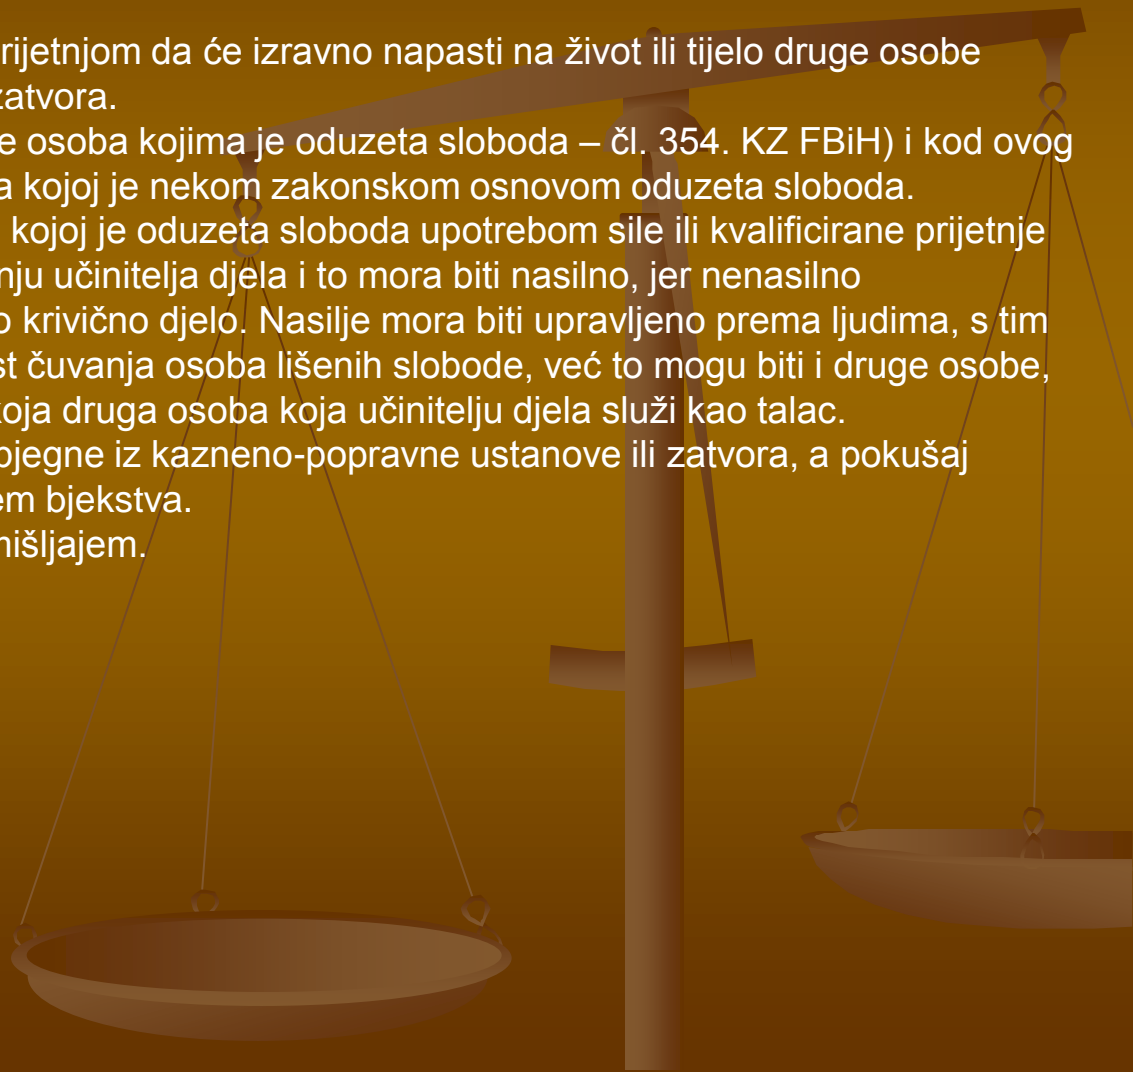 rijetnjom da će izravno napasti na život ili tijelo druge osobe
zatvora.
e osoba kojima je oduzeta sloboda – čl. 354. KZ FBiH) i kod ovog
a kojoj je nekom zakonskom osnovom oduzeta sloboda.
kojoj je oduzeta sloboda upotrebom sile ili kvalificirane prijetnje
nju učinitelja djela i to mora biti nasilno, jer nenasilno
o krivično djelo. Nasilje mora biti upravljeno prema ljudima, s tim
st čuvanja osoba lišenih slobode, već to mogu biti i druge osobe,
koja druga osoba koja učinitelju djela služi kao talac.
bjegne iz kazneno-popravne ustanove ili zatvora, a pokušaj
em bjekstva.
mišljajem.